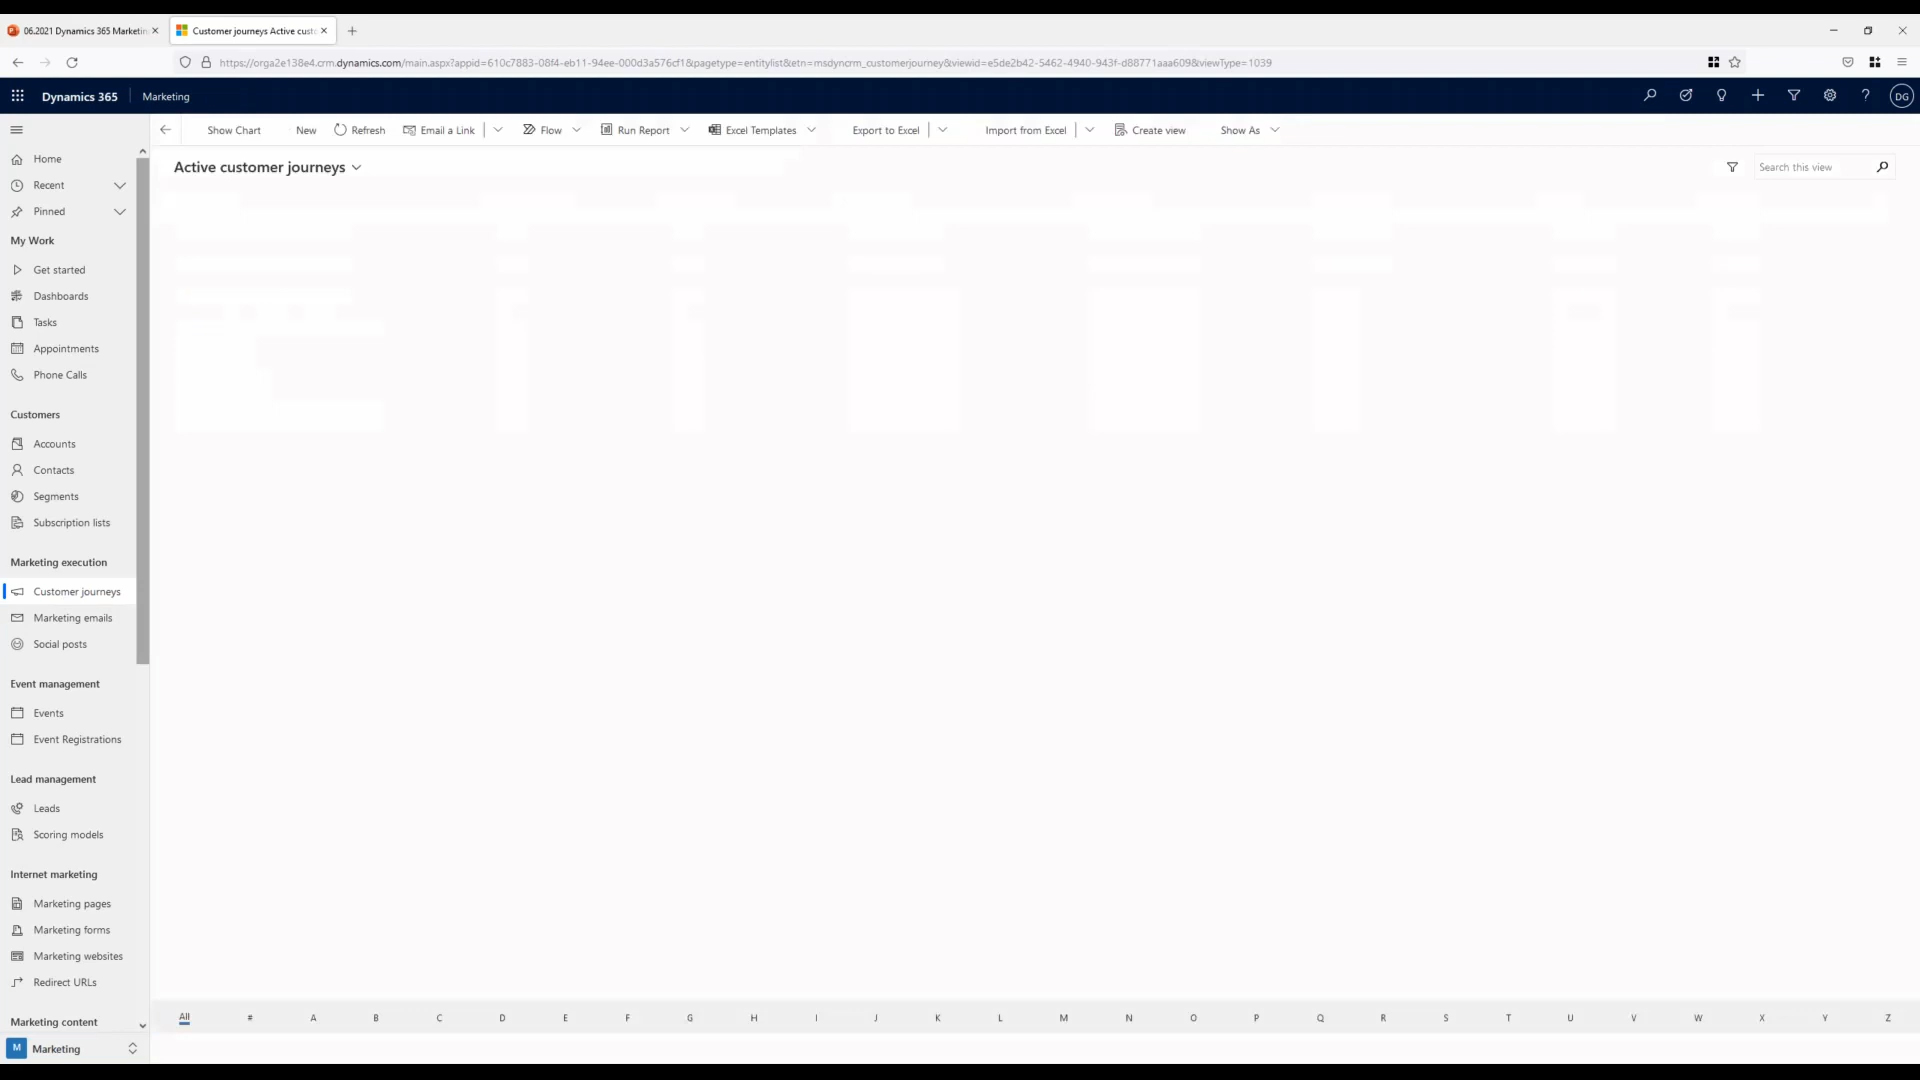 06.2021 Dynamics 365 Marketin
Customer journeys Active cust
https://orga2e138e4.crm.dynamics.com/main.aspx?appid=610c7883-08f4-eb11-94ee-000d3a576cf1&pagetype=entitylist&etn=msdyncrm_customerjourney&viewid=e5de2b42-5462-4940-943f-d88771aaa609&viewType=1039
Dynamics 365 Marketing
DG
Show Chart New Refresh Email a Link Flow Run Report Excel Templates Export to Excel Import from Excel Create view Show As
Active customer journeys
Search this view
Home
Recent
Pinned
My Work
Get started
Dashboards
Tasks
Appointments
Phone Calls
Customers
Accounts
Contacts
Segments
Subscription lists
Marketing execution
Customer journeys
Marketing emails
Social posts
Event management
Events
Event Registrations
Lead management
Leads
Scoring models
Internet marketing
Marketing pages
Marketing forms
Marketing websites
Redirect URLs
Marketing content
M Marketing
All # A B C D E F G H I J K L M N O P Q R S T U V W X Y Z